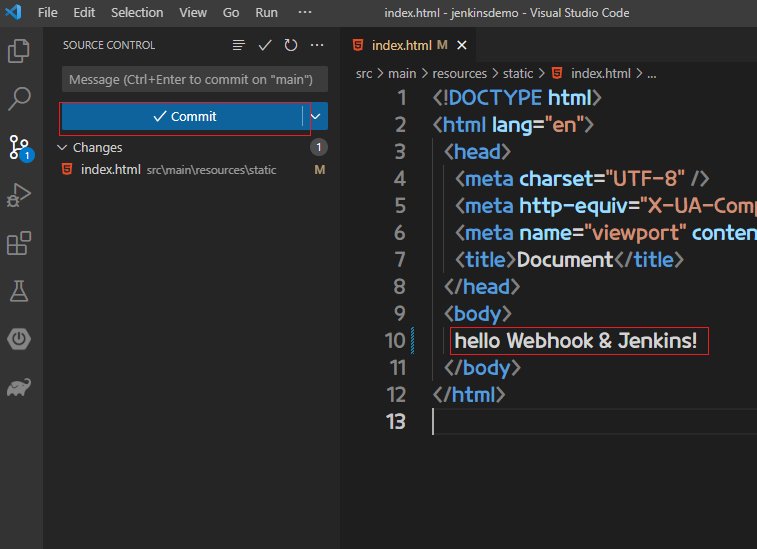 File Edit Selection View Go Run ··· index.html - jenkinsdemo - Visual Studio Code
SOURCE CONTROL
Message (Ctrl+Enter to commit on "main")
Commit
Changes 1
index.html src\main\resources\static M
1
index.html M
src > main > resources > static > index.html > ...
1 <!DOCTYPE html>
2 <html lang="en">
3 <head>
4 <meta charset="UTF-8" />
5 <meta http-equiv="X-UA-Comp
6 <meta name="viewport" conten
7 <title>Document</title>
8 </head>
9 <body>
10 hello Webhook & Jenkins!
11 </body>
12 </html>
13